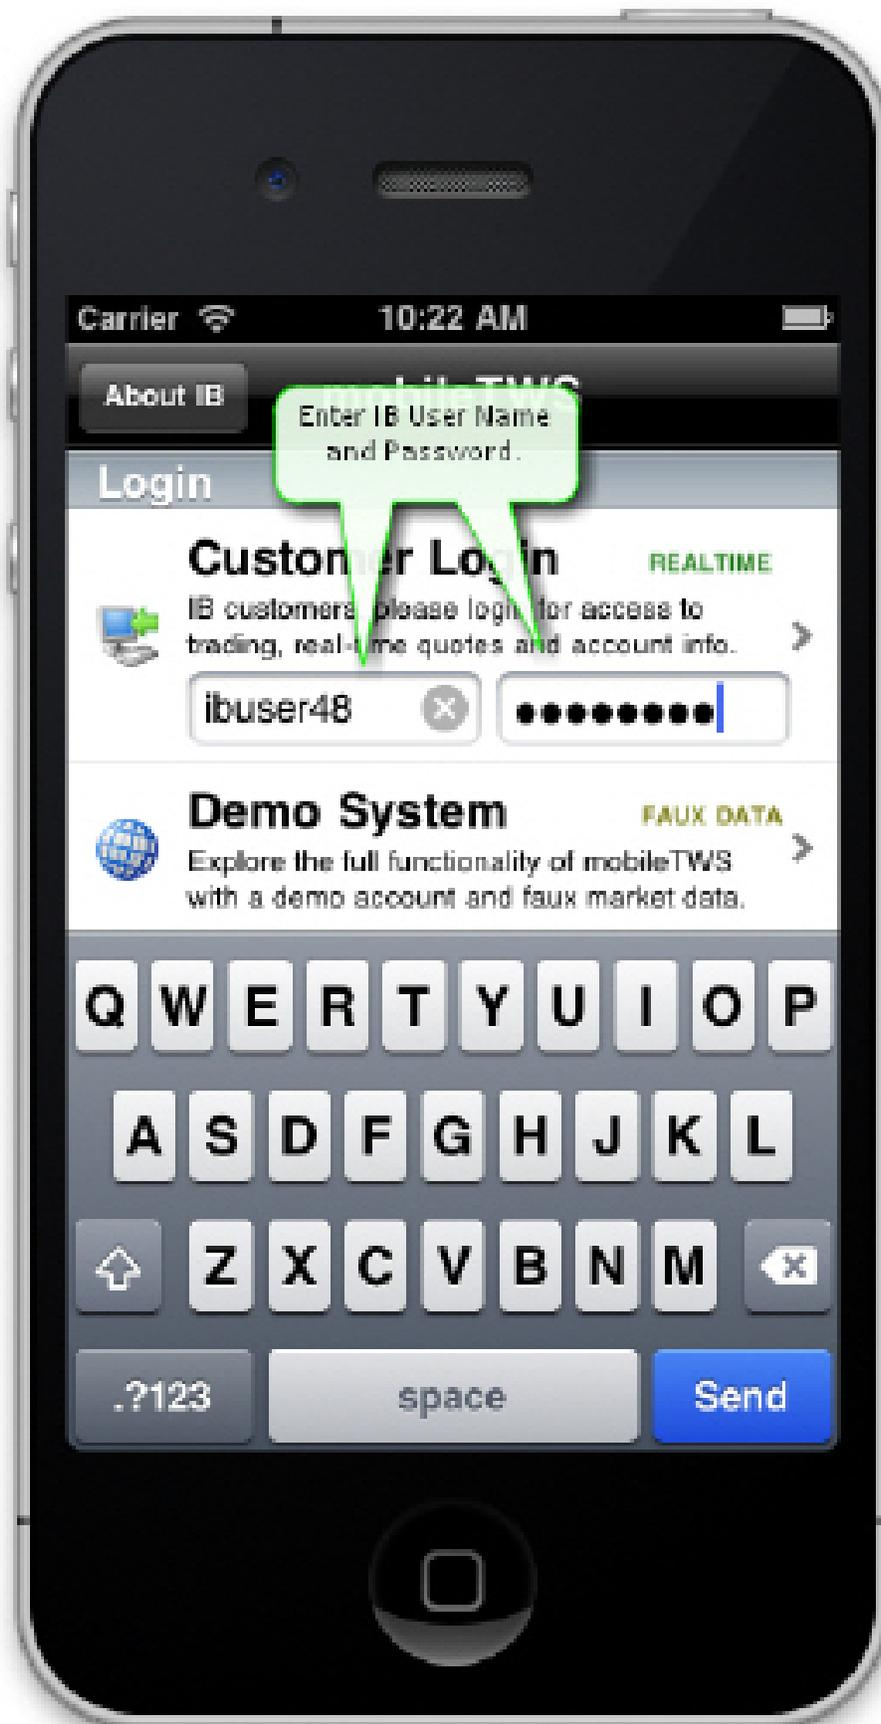 Carrier 10:22 AM
About IB mobileTWS
Enter IB User Name
and Password.
Login
Customer Login REALTIME
IB customers, please login for access to
trading, real-time quotes and account info.
ibuser48 ●●●●●●●●
Demo System FAUX DATA
Explore the full functionality of mobileTWS
with a demo account and faux market data.
Q W E R T Y U I O P
A S D F G H J K L
Z X C V B N M
.?123 space Send